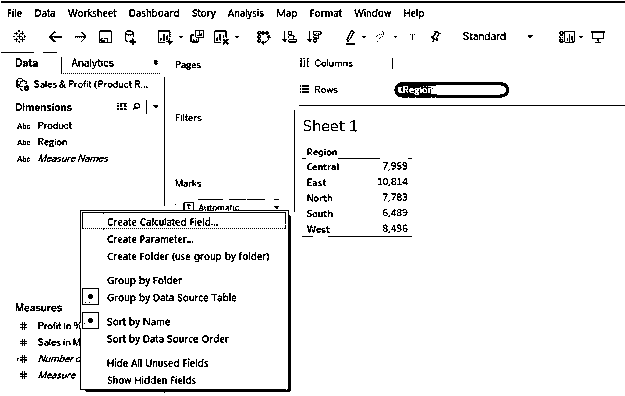 File Data Worksheet Dashboard Story Analysis Map Format Window Help
Standard
Data Analytics
Pages
Columns
Sales & Profit (Product R...
Rows Region
Dimensions
Abc Product
Abc Region
Abc Measure Names
Filters
Sheet 1
Region
Central 7,959
East 10,814
North 7,783
South 6,489
West 8,496
Marks
T Automatic
Create Calculated Field...
Create Parameter...
Create Folder (use group by folder)
Group by Folder
Group by Data Source Table
Sort by Name
Sort by Data Source Order
Hide All Unused Fields
Show Hidden Fields
Measures
# Profit in %
# Sales in M
# Number o
# Measure